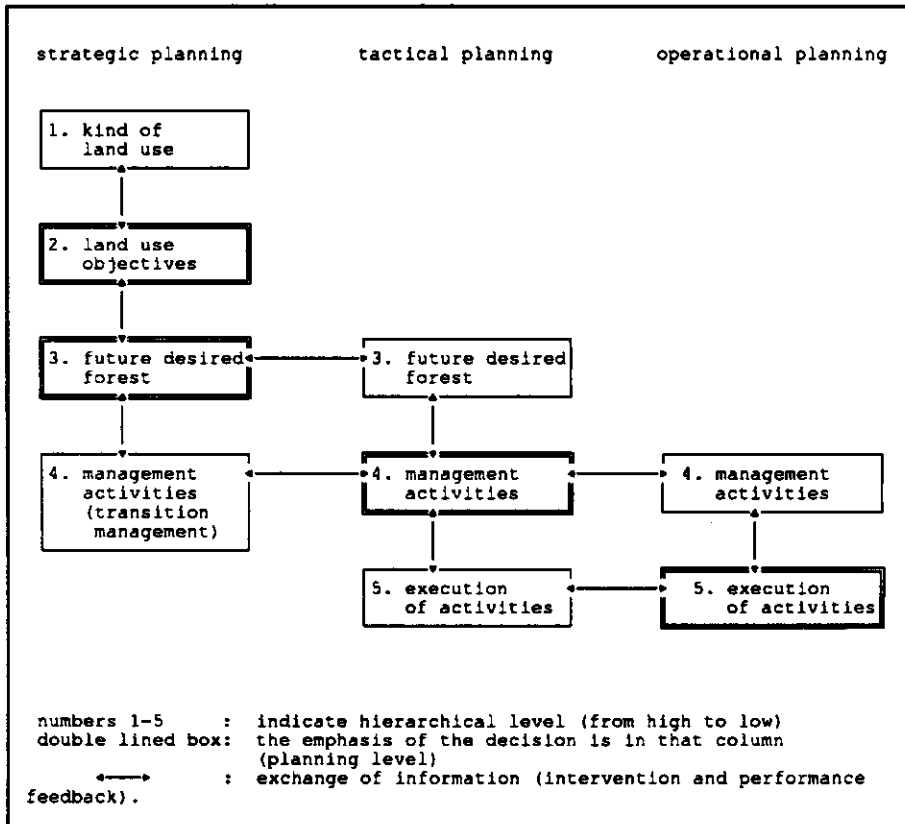 strategic planning tactical planning operational planning
1. kind of
land use
2. land use
objectives
3. future desired
forest
3. future desired
forest
4. management
activities
(transition
management)
4. management
activities
4. management
activities
5. execution
of activities
5. execution
of activities
numbers 1-5 : indicate hierarchical level (from high to low)
double lined box: the emphasis of the decision is in that column
(planning level)
: exchange of information (intervention and performance
feedback).